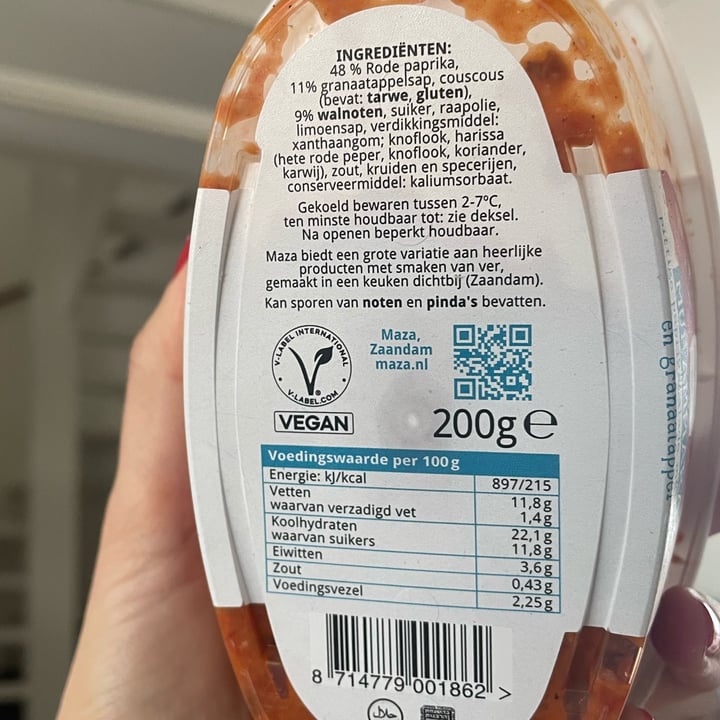 INGREDIËNTEN:
48 % Rode paprika,
11% granaatappelsap, couscous
(bevat: tarwe, gluten),
9% walnoten, suiker, raapolie,
limoensap, verdikkingsmiddel:
xanthaangom; knoflook, harissa
(hete rode peper, knoflook, koriander,
karwij), zout, kruiden en specerijen,
conserveermiddel: kaliumsorbaat.
Gekoeld bewaren tussen 2-7°C,
ten minste houdbaar tot: zie deksel.
Na openen beperkt houdbaar.
Maza biedt een grote variatie aan heerlijke
producten met smaken van ver,
gemaakt in een keuken dichtbij (Zaandam).
Kan sporen van noten en pinda's bevatten.
V-LABEL INTERNATIONAL
V-LABEL.COM
VEGAN
Maza,
Zaandam
maza.nl
200g e
Voedingswaarde per 100g
Energie: kJ/kcal 897/215
Vetten 11,8g
waarvan verzadigd vet 1,4g
Koolhydraten 22,1g
waarvan suikers 11,8g
Eiwitten 3,6g
Zout 0,43g
Voedingsvezel 2,25g
8 714779 001862 >
حلال
en granaatappel